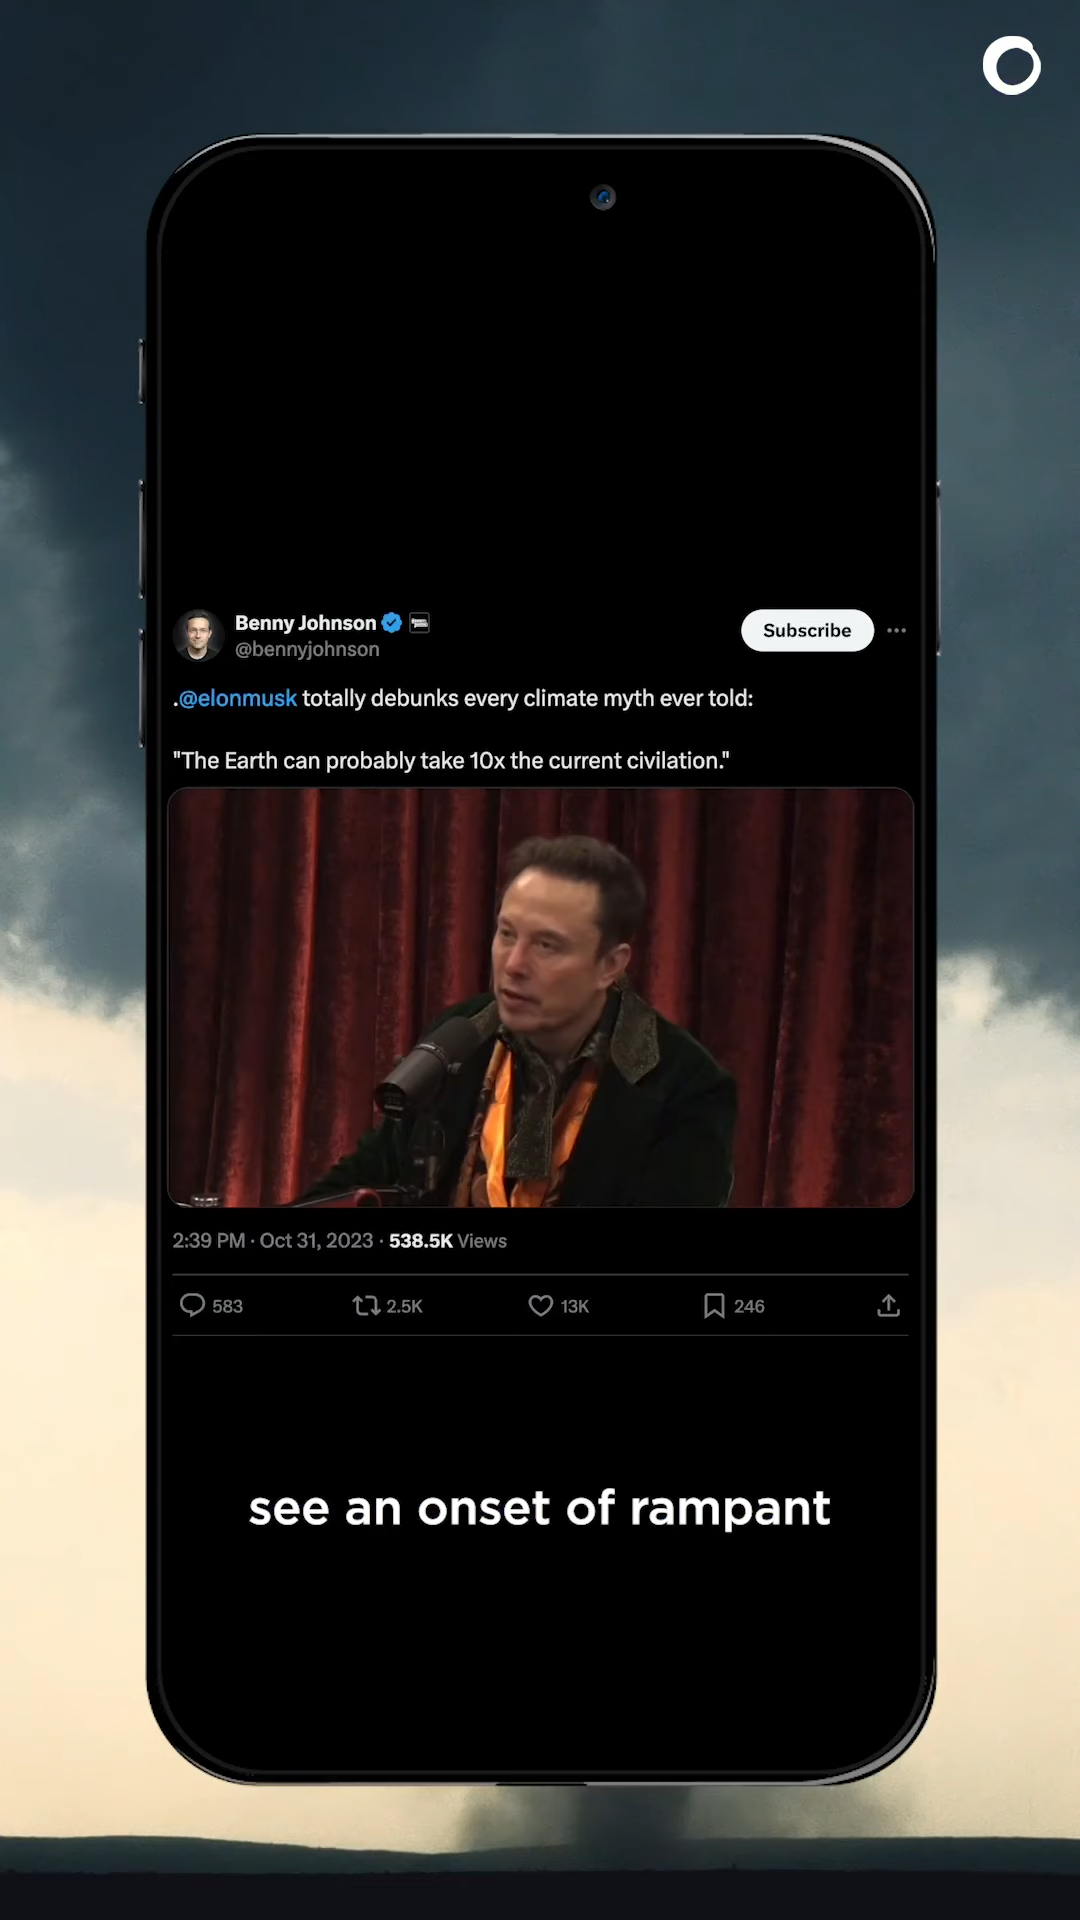 Benny Johnson
Subscribe
@bennyjohnson
.@elonmusk totally debunks every climate myth ever told:
"The Earth can probably take 10x the current civilation."
2:39 PM · Oct 31, 2023 · 538.5K Views
583 2.5K 13K 246
see an onset of rampant